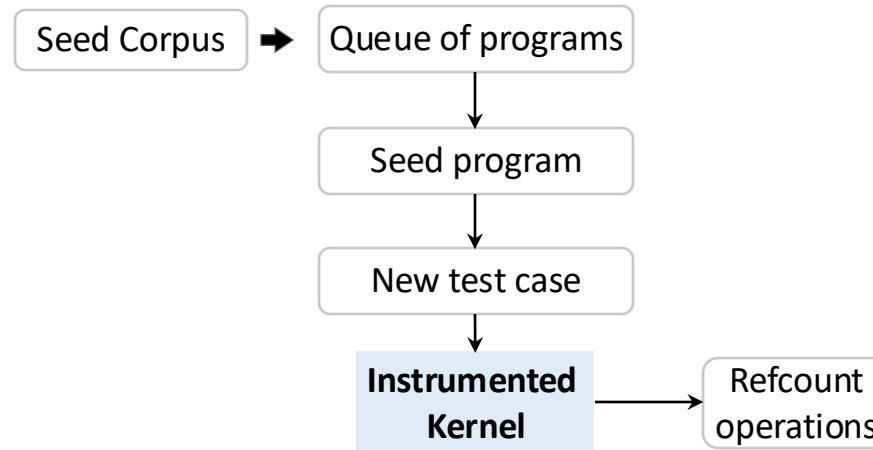 Seed Corpus
Queue of programs
Seed program
New test case
Instrumented
Kernel
Refcount
operations